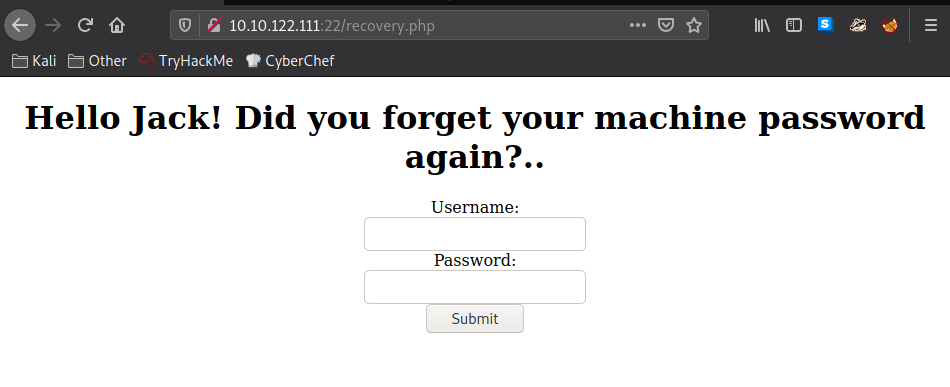 10.10.122.111:22/recovery.php
Kali Other TryHackMe CyberChef
Hello Jack! Did you forget your machine password
again?..
Username:
Password:
Submit